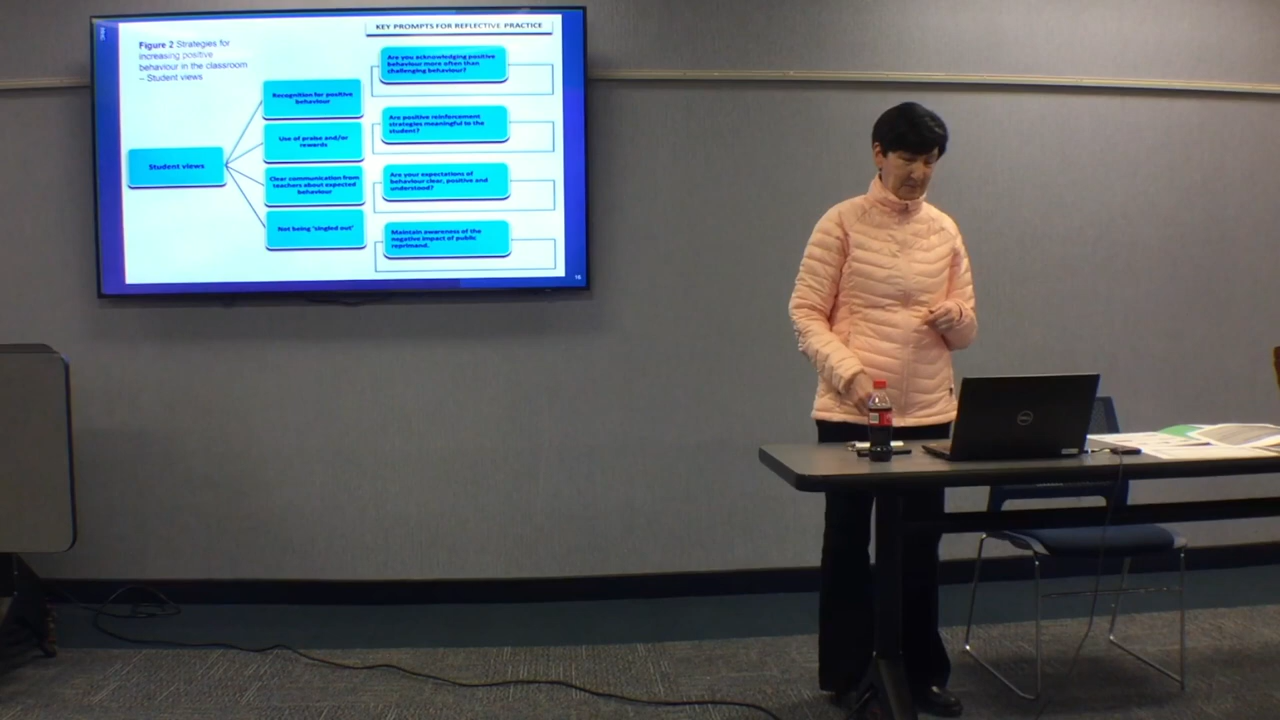 KEY PROMPTS FOR REFLECTIVE PRACTICE
Figure 2 Strategies for
increasing positive
behaviour in the classroom
– Student views
Student views
Recognition for positive
behaviour
Use of praise and/or
rewards
Clear communication from
teachers about expected
behaviour
Not being 'singled out'
Are you acknowledging positive
behaviour more often than
challenging behaviour?
Are positive reinforcement
strategies meaningful to the
student?
Are your expectations of
behaviour clear, positive and
understood?
Maintain awareness of the
negative impact of public
reprimand.
16
DELL